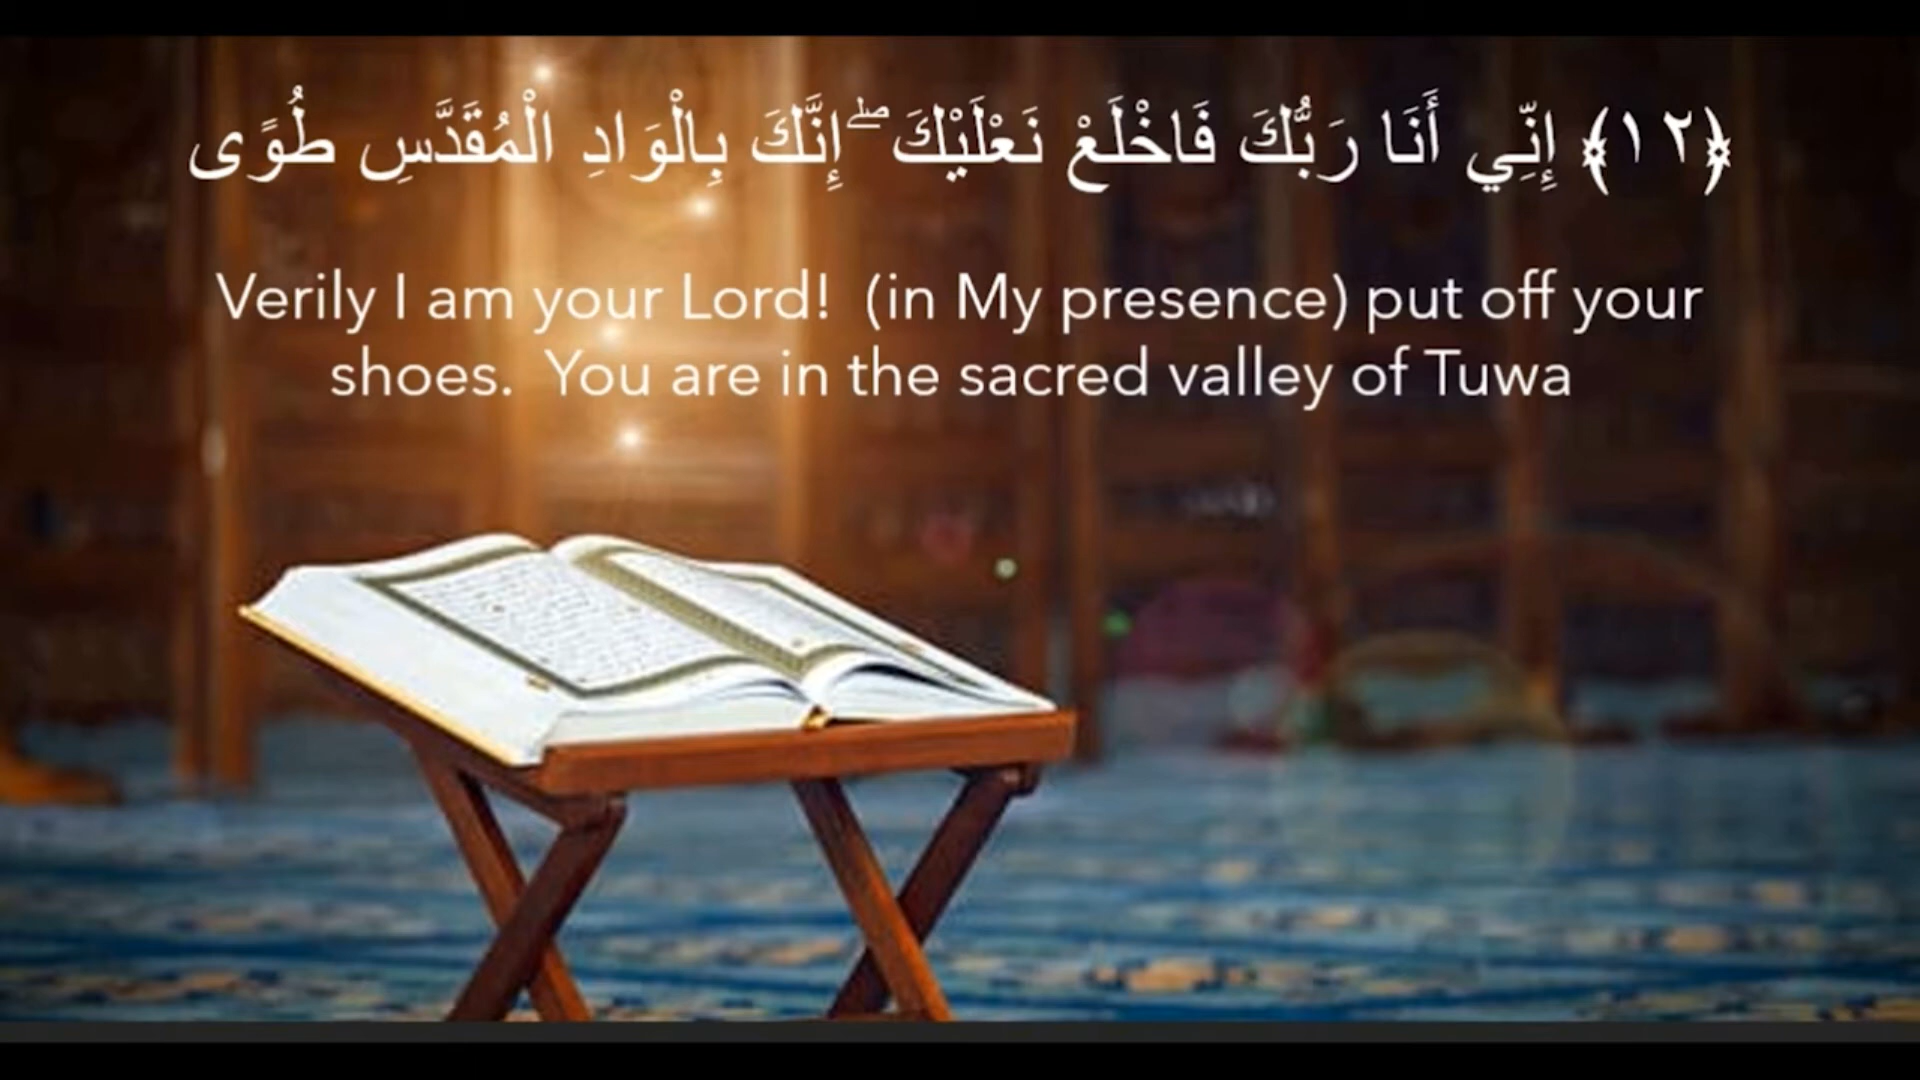 ﴿١٢﴾ إِنِّي أَنَا رَبُّكَ فَاخْلَعْ نَعْلَيْكَ ۖ إِنَّكَ بِالْوَادِ الْمُقَدَّسِ طُوًى
Verily I am your Lord! (in My presence) put off your
shoes. You are in the sacred valley of Tuwa